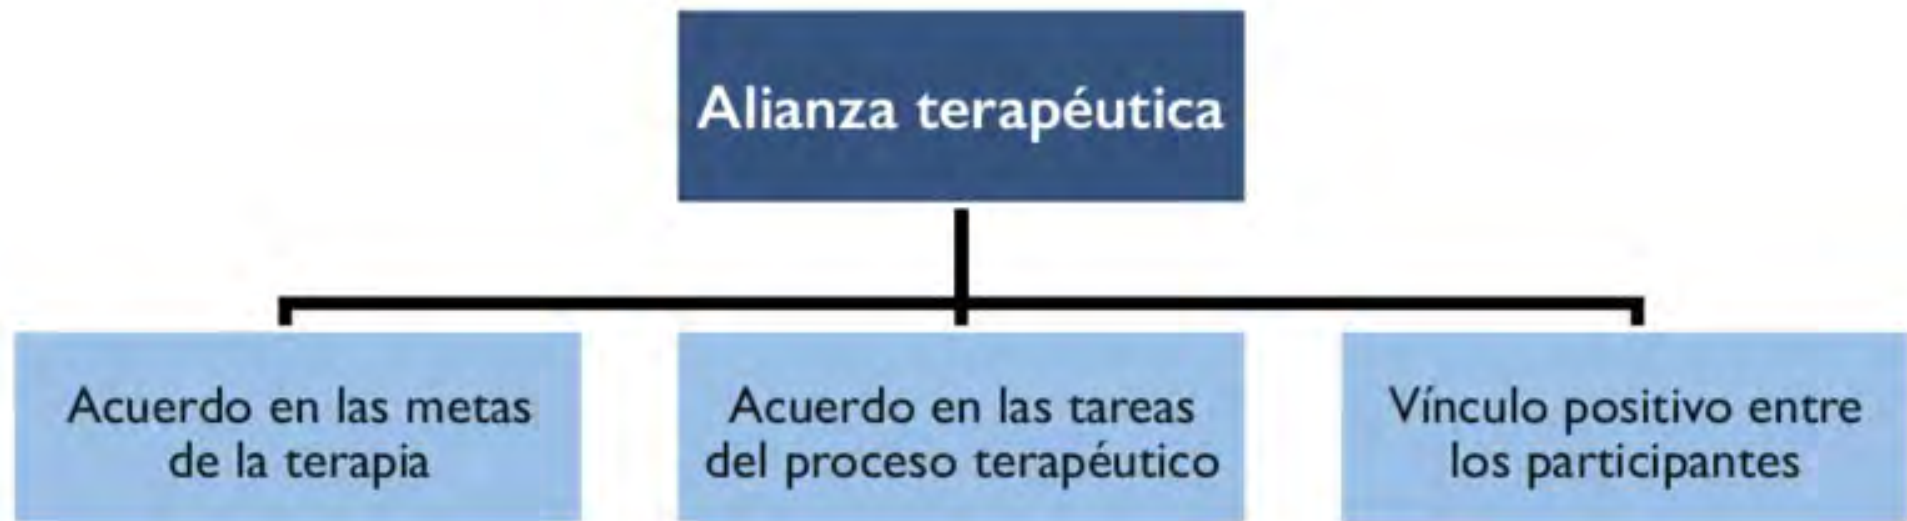 Alianza terapéutica
Acuerdo en las metas
de la terapia
Acuerdo en las tareas
del proceso terapéutico
Vínculo positivo entre
los participantes